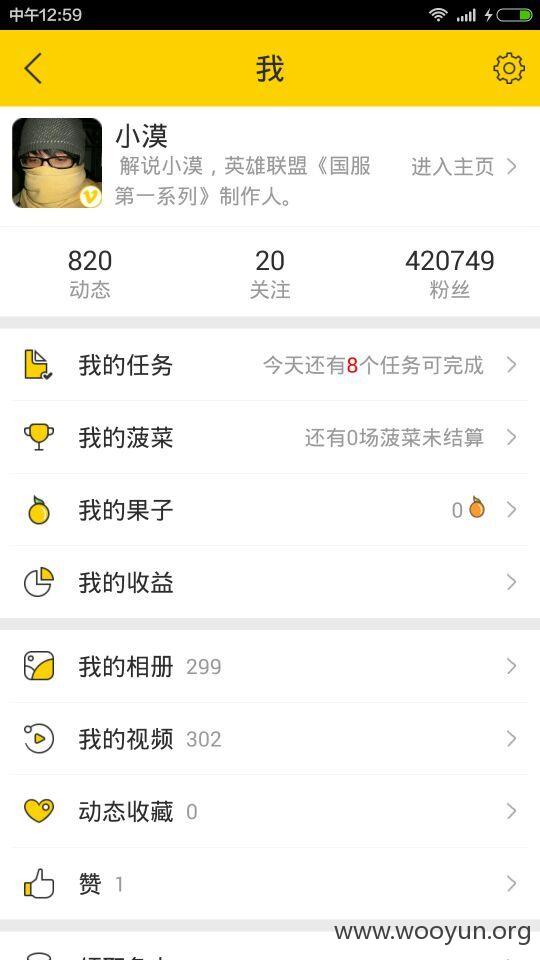 中午12:59
我
小漠
解说小漠，英雄联盟《国服
第一系列》制作人。
进入主页
820
20
420749
动态
关注
粉丝
我的任务 今天还有8个任务可完成
我的菠菜 还有0场菠菜未结算
我的果子 0
我的收益
我的相册 299
我的视频 302
动态收藏 0
赞 1
www.wooyun.org